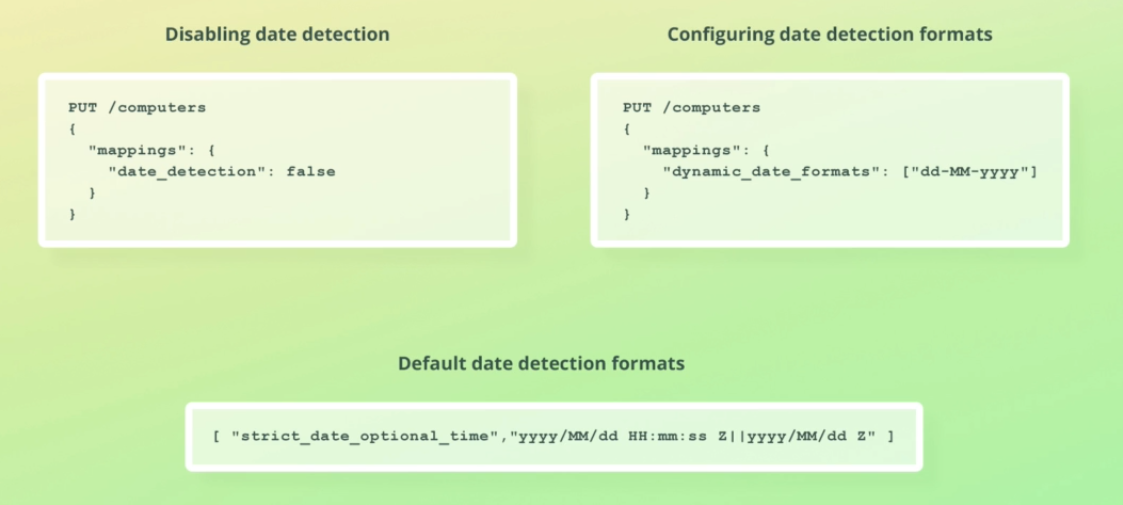 Disabling date detection
PUT /computers
{
  "mappings": {
    "date_detection": false
  }
}
Configuring date detection formats
PUT /computers
{
  "mappings": {
    "dynamic_date_formats": ["dd-MM-yyyy"]
  }
}
Default date detection formats
[ "strict_date_optional_time","yyyy/MM/dd HH:mm:ss Z||yyyy/MM/dd Z" ]